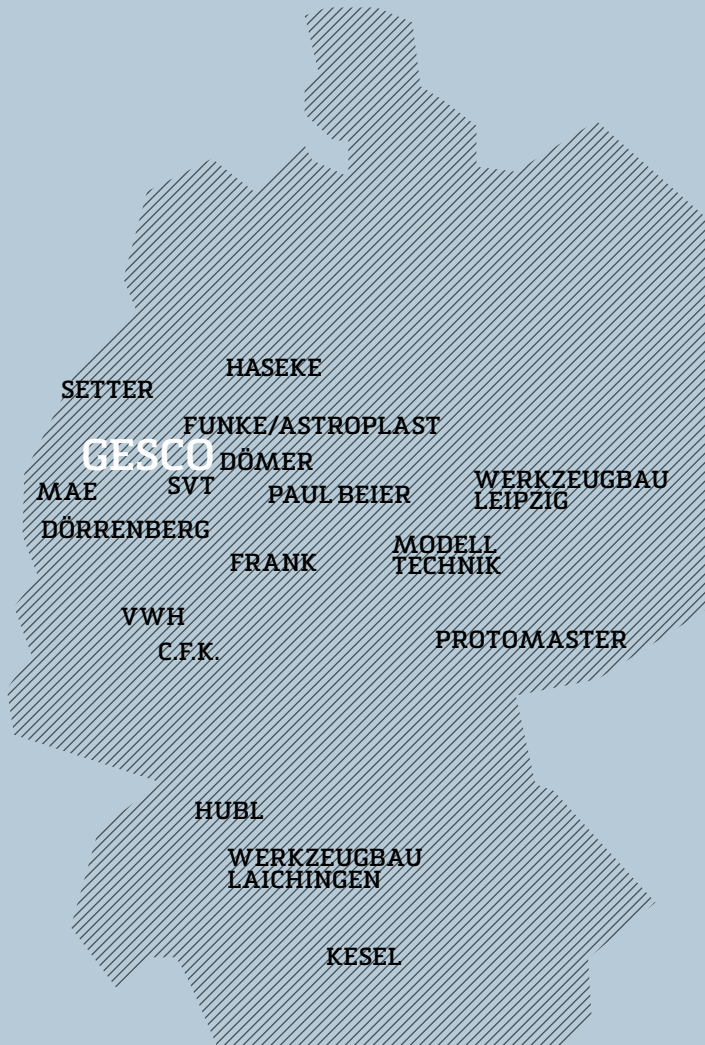 HASEKE
SETTER
FUNKE/ASTROPLAST
GESCO
DÖMER
MAE
SVT
PAUL BEIER
WERKZEUGBAU
LEIPZIG
DÖRRENBERG
FRANK
MODELL
TECHNIK
VWH
C.F.K.
PROTOMASTER
HUBL
WERKZEUGBAU
LAICHINGEN
KESEL